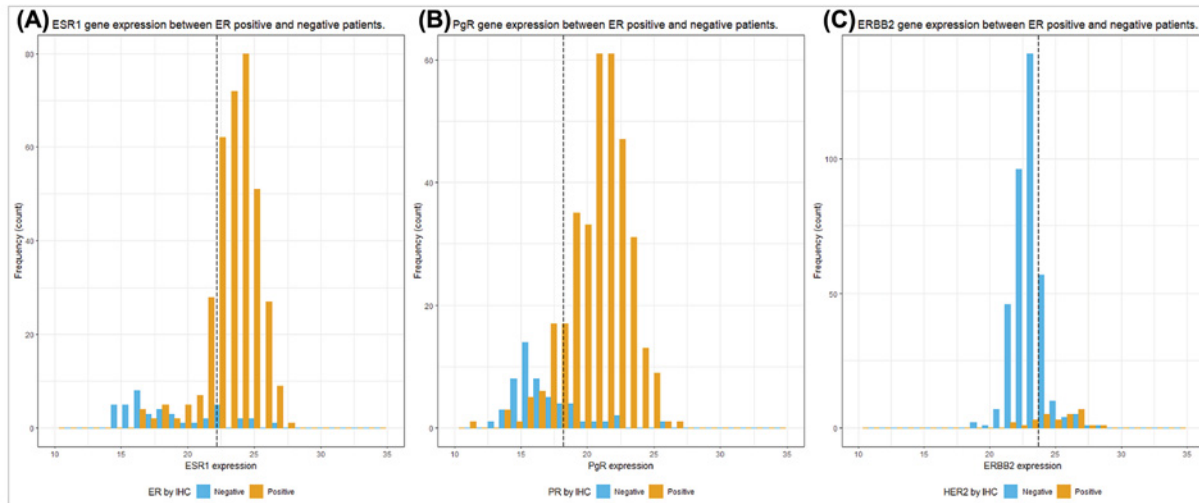 (A) ESR1 gene expression between ER positive and negative patients.
80
60
40
20
0
Frequency (count)
10 15 20 25 30 35
ESR1 expression
ER by IHC Negative Positive
(B) PgR gene expression between ER positive and negative patients.
60
40
20
0
Frequency (count)
10 15 20 25 30 35
PgR expression
PR by IHC Negative Positive
(C) ERBB2 gene expression between ER positive and negative patients.
100
50
0
Frequency (count)
10 15 20 25 30 35
ERBB2 expression
HER2 by IHC Negative Positive